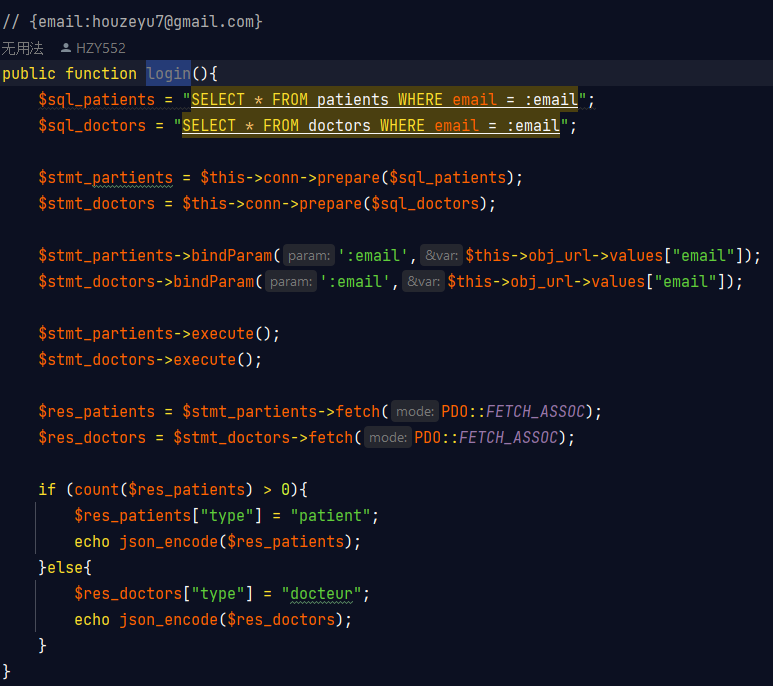 // {email:houzeyu7@gmail.com}
无用法 HZY552
public function login(){
$sql_patients = "SELECT * FROM patients WHERE email = :email";
$sql_doctors = "SELECT * FROM doctors WHERE email = :email";
$stmt_partients = $this->conn->prepare($sql_patients);
$stmt_doctors = $this->conn->prepare($sql_doctors);
$stmt_partients->bindParam( param: ':email', &var: $this->obj_url->values["email"]);
$stmt_doctors->bindParam( param: ':email', &var: $this->obj_url->values["email"]);
$stmt_partients->execute();
$stmt_doctors->execute();
$res_patients = $stmt_partients->fetch( mode: PDO::FETCH_ASSOC);
$res_doctors = $stmt_doctors->fetch( mode: PDO::FETCH_ASSOC);
if (count($res_patients) > 0){
$res_patients["type"] = "patient";
echo json_encode($res_patients);
}else{
$res_doctors["type"] = "docteur";
echo json_encode($res_doctors);
}
}